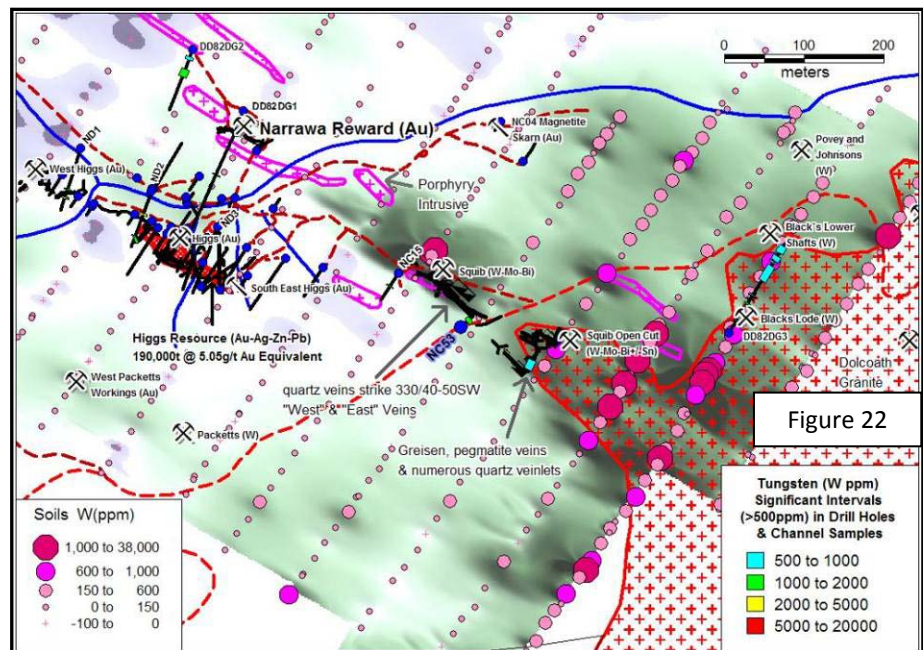 DD82DG2
0 100 200
meters
DD82DG1
Narrawa Reward (Au)
NC04 Magnetite
Skarn (Au)
Povey and
Johnsons
(W)
ND1
West Higgs (Au)
ND2
Porphyry
Intrusive
ND3
Higgs (Au)
Black's Lower
Shafts (W)
NC15
Squib (W-Mo-Bi)
South East Higgs (Au)
Blacks Lode (W)
DD82DG3
Higgs Resource (Au-Ag-Zn-Pb)
190,000t @ 5.05g/t Au Equivalent
NC53
Squib Open Cut
(W-Mo-Bi+-Sn)
Dolcoath
Granite
West Packetts
Workings (Au)
quartz veins strike 330/40-50SW
"West" & "East" Veins
Packetts (W)
Figure 22
Greisen, pegmatite veins
& numerous quartz veinlets
Soils W(ppm)
1,000 to 38,000
600 to 1,000
150 to 600
0 to 150
-100 to 0
Tungsten (W ppm)
Significant Intervals
(>500ppm) in Drill Holes
& Channel Samples
500 to 1000
1000 to 2000
2000 to 5000
5000 to 20000